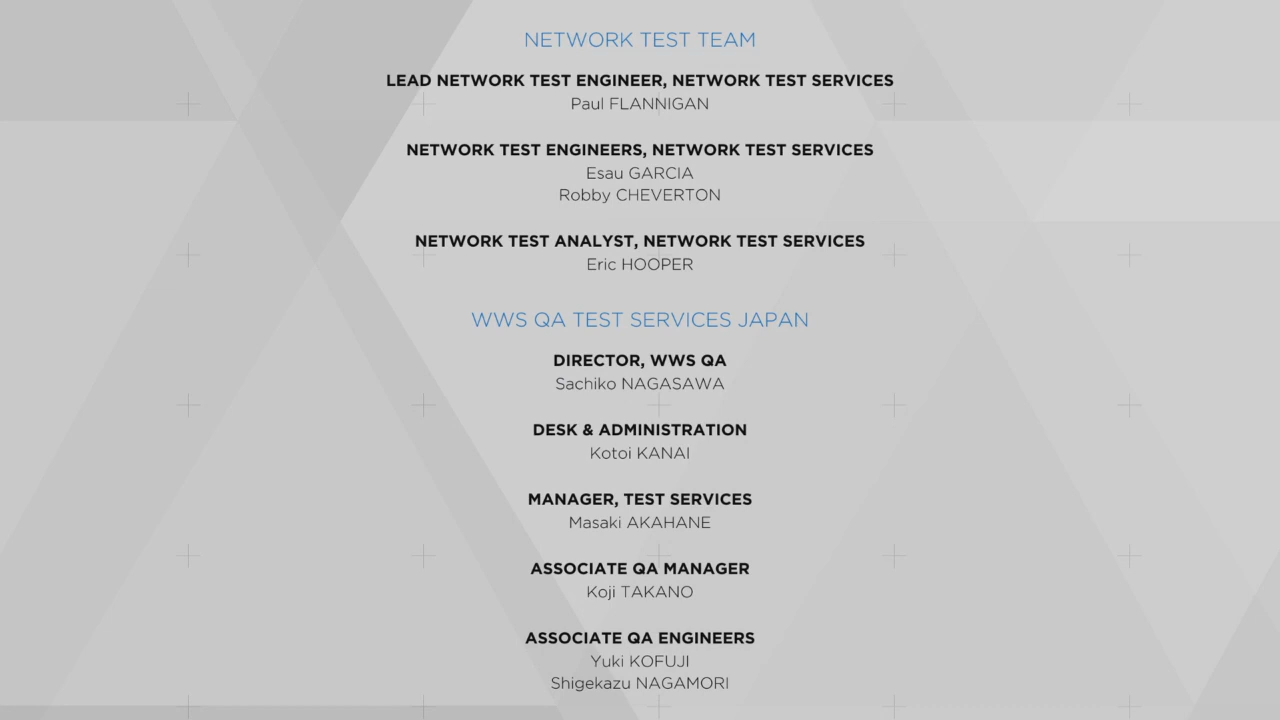 NETWORK TEST TEAM
LEAD NETWORK TEST ENGINEER, NETWORK TEST SERVICES
Paul FLANNIGAN
NETWORK TEST ENGINEERS, NETWORK TEST SERVICES
Esau GARCIA
Robby CHEVERTON
NETWORK TEST ANALYST, NETWORK TEST SERVICES
Eric HOOPER
WWS QA TEST SERVICES JAPAN
DIRECTOR, WWS QA
Sachiko NAGASAWA
DESK & ADMINISTRATION
Kotoi KANAI
MANAGER, TEST SERVICES
Masaki AKAHANE
ASSOCIATE QA MANAGER
Koji TAKANO
ASSOCIATE QA ENGINEERS
Yuki KOFUJI
Shigekazu NAGAMORI